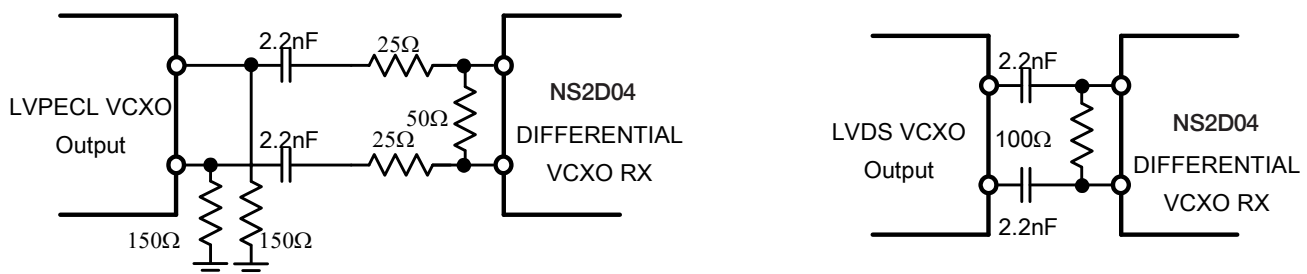 LVPECL VCXO
Output
2.2nF
25Ω
50Ω
2.2nF
25Ω
150Ω
150Ω
NS2D04
DIFFERENTIAL
VCXO RX
LVDS VCXO
Output
2.2nF
100Ω
2.2nF
NS2D04
DIFFERENTIAL
VCXO RX